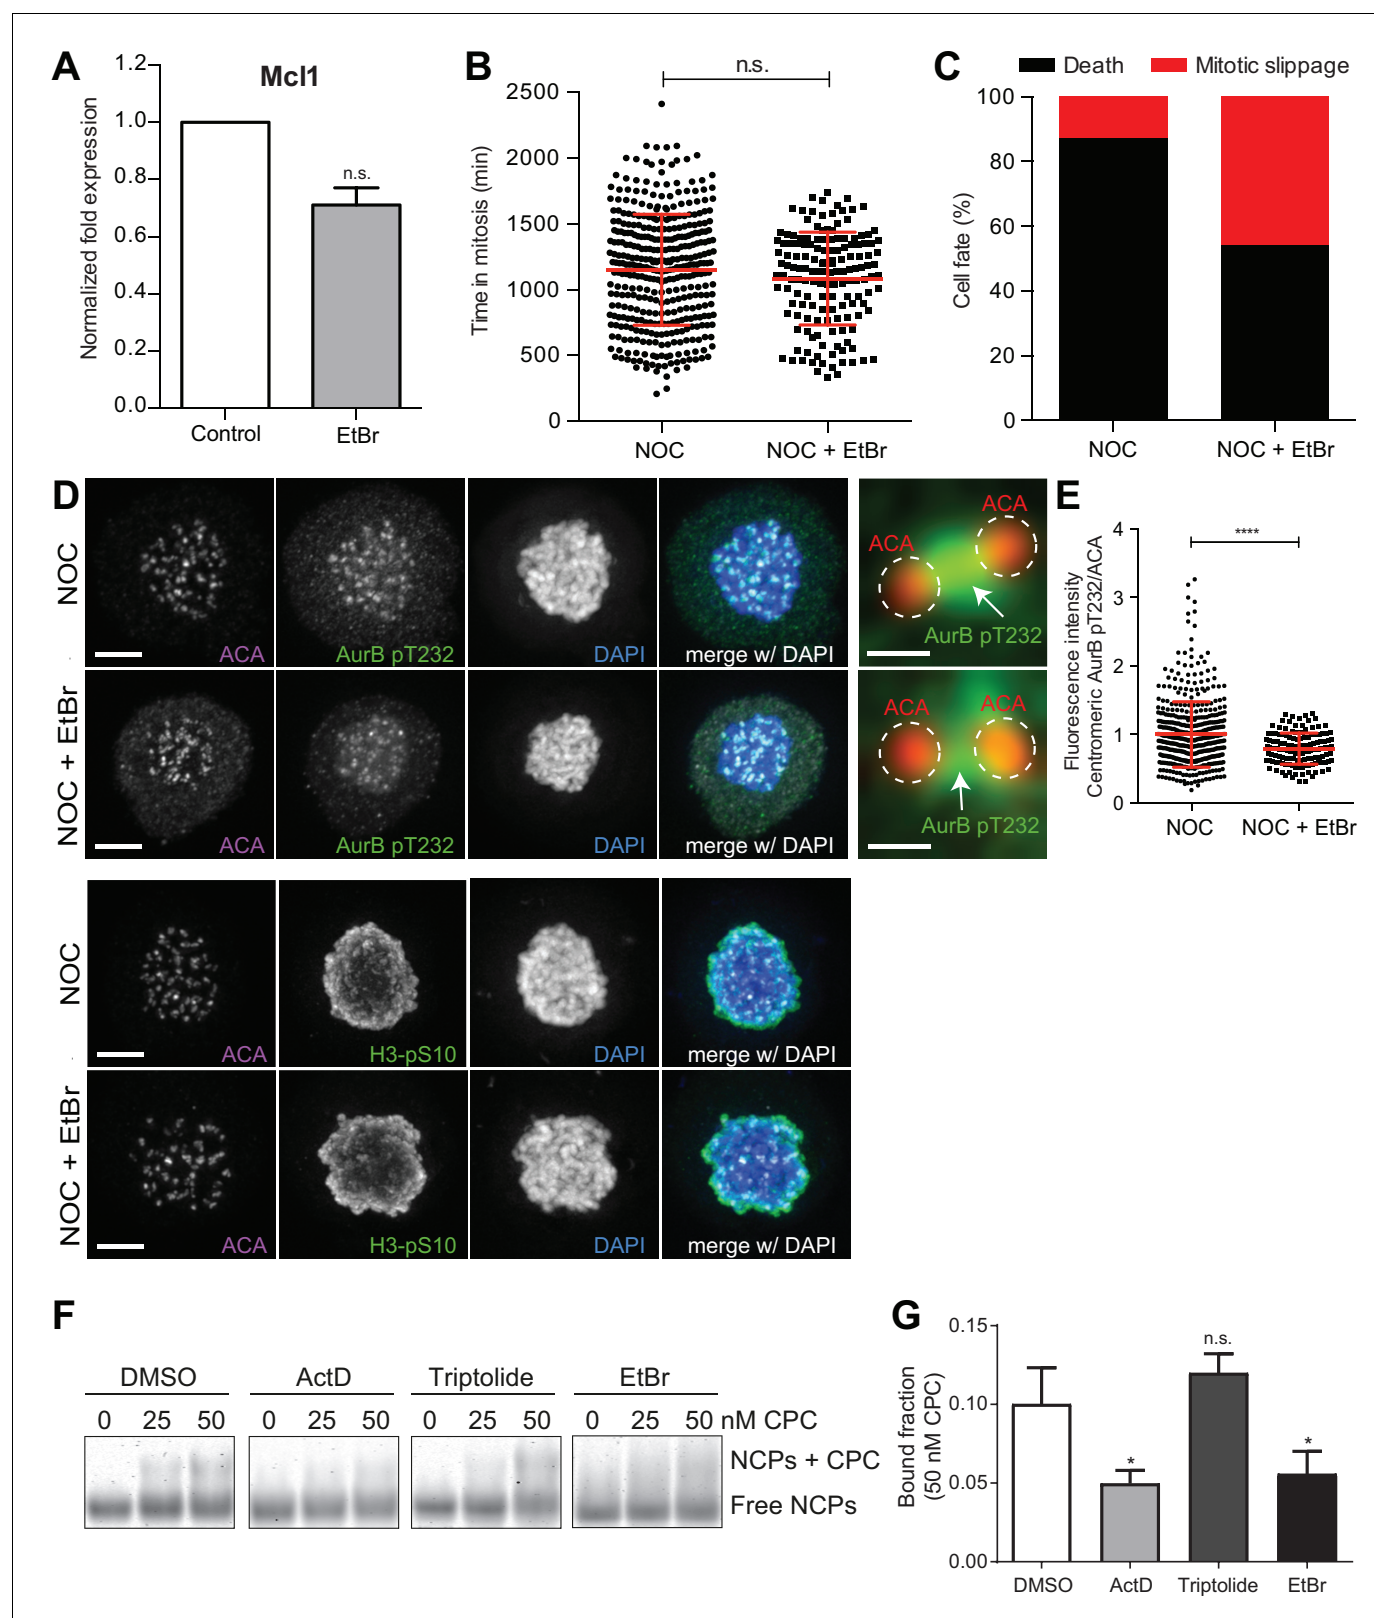 A
Mcl1
Normalized fold expression
1.2
1.0
0.8
0.6
0.4
0.2
0.0
n.s.
Control
EtBr
B
n.s.
Time in mitosis (min)
2500
2000
1500
1000
500
0
NOC
NOC + EtBr
C
Death
Mitotic slippage
Cell fate (%)
100
80
60
40
20
0
NOC
NOC + EtBr
D
NOC
ACA
AurB pT232
DAPI
merge w/ DAPI
ACA
ACA
AurB pT232
NOC + EtBr
ACA
AurB pT232
DAPI
merge w/ DAPI
ACA
ACA
AurB pT232
NOC
ACA
H3-pS10
DAPI
merge w/ DAPI
NOC + EtBr
ACA
H3-pS10
DAPI
merge w/ DAPI
E
Fluorescence intensity
Centromeric AurB pT232/ACA
4
3
2
1
0
****
NOC
NOC + EtBr
F
DMSO
ActD
Triptolide
EtBr
0 25 50
0 25 50
0 25 50
0 25 50 nM CPC
NCPs + CPC
Free NCPs
G
Bound fraction
(50 nM CPC)
0.15
0.10
0.05
0.00
*
n.s.
*
DMSO
ActD
Triptolide
EtBr